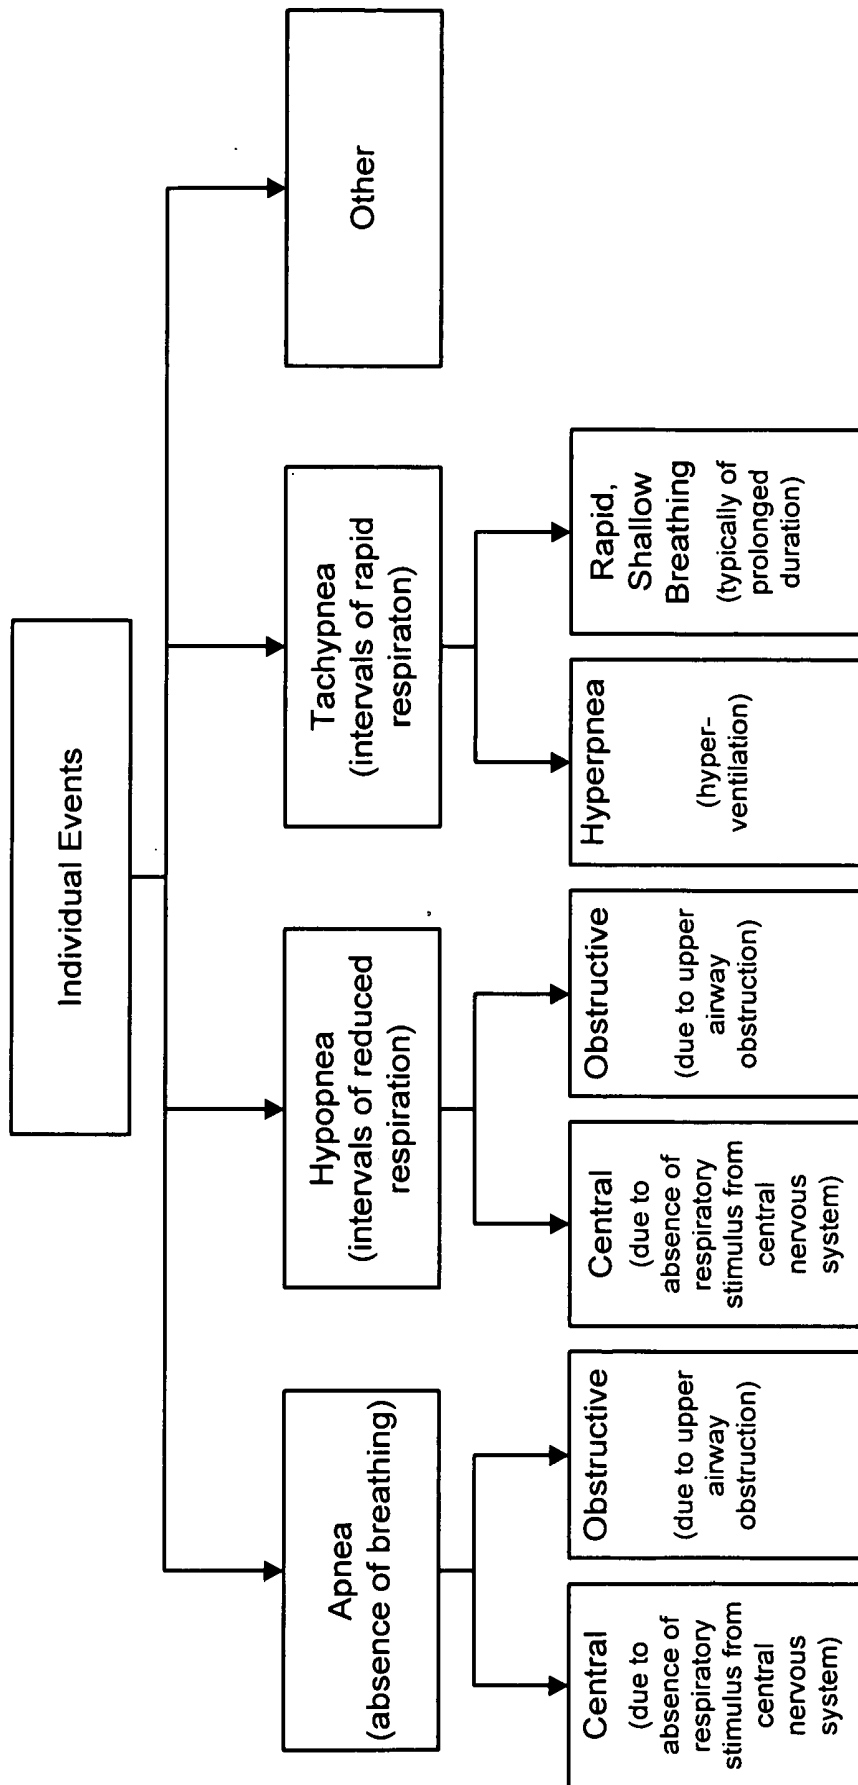 Individual Events
Apnea
(absence of breathing)
Hypopnea
(intervals of reduced
respiration)
Tachypnea
(intervals of rapid
respiraton)
Other
Central
(due to
absence of
respiratory
stimulus from
central
nervous
system)
Obstructive
(due to upper
airway
obstruction)
Central
(due to
absence of
respiratory
stimulus from
central
nervous
system)
Obstructive
(due to upper
airway
obstruction)
Hyperpnea
(hyper-
ventilation)
Rapid,
Shallow
Breathing
(typically of
prolonged
duration)